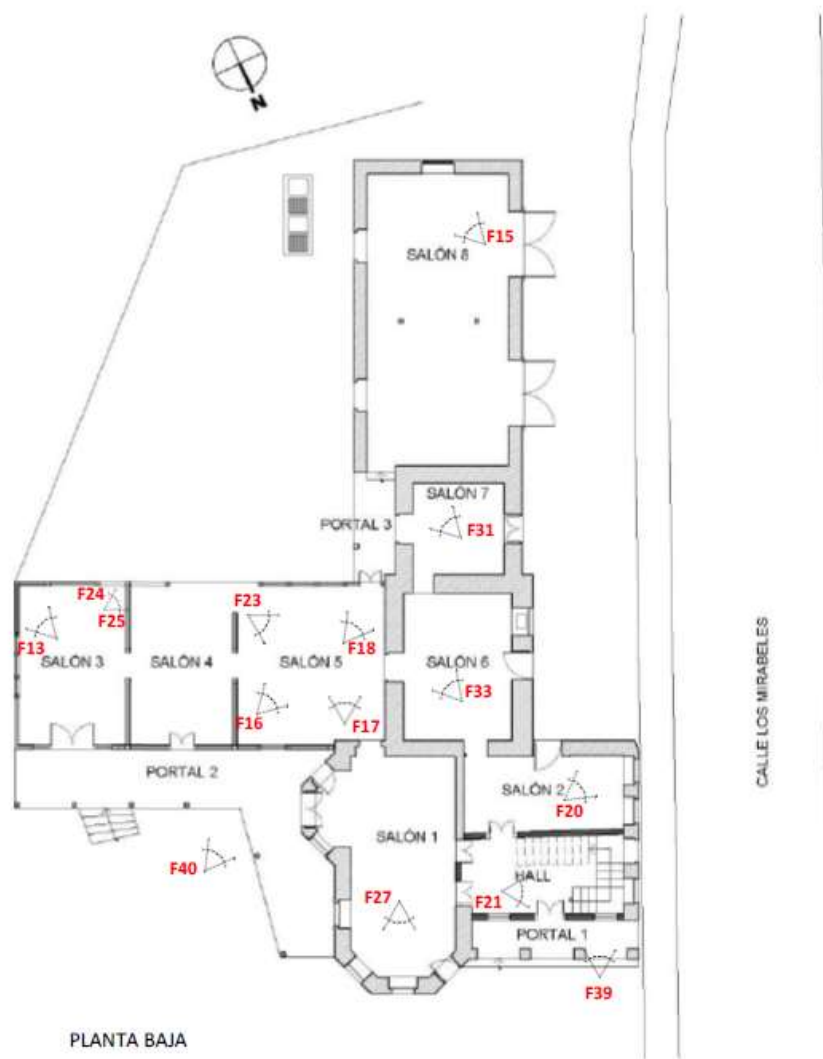 N
F15
SALÓN 8
SALÓN 7
PORTAL 3
F31
F24
F25
F23
F13
F18
SALÓN 3
SALÓN 4
SALÓN 5
SALÓN 6
F33
F16
F17
CALLE LOS MIRABELES
PORTAL 2
SALÓN 2
F20
SALÓN 1
F40
HALL
F21
F27
PORTAL 1
F39
PLANTA BAJA